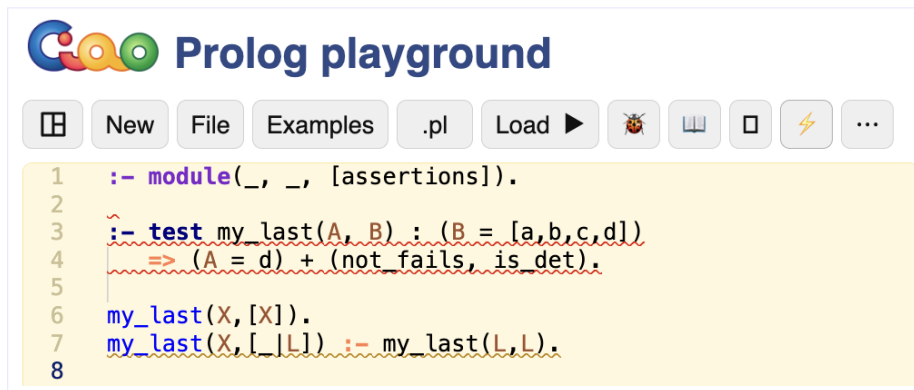 Ciao Prolog playground
New File Examples .pl Load ▶ ...
1 :- module(_, _, [assertions]).
2
3 :- test my_last(A, B) : (B = [a,b,c,d])
4 => (A = d) + (not_fails, is_det).
5
6 my_last(X,[X]).
7 my_last(X,[_|L]) :- my_last(L,L).
8